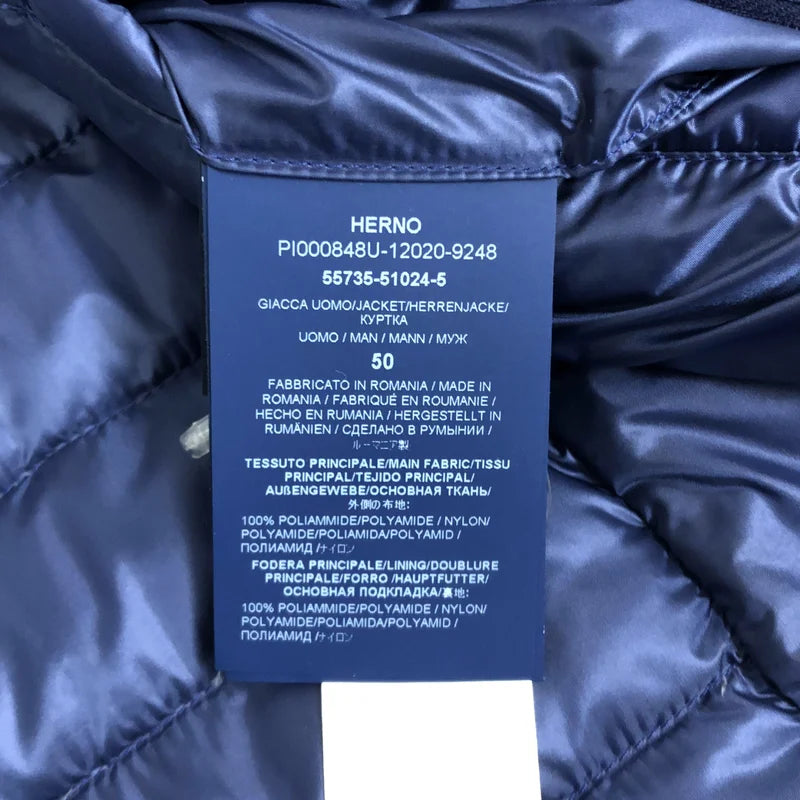 HERNO
PI000848U-12020-9248
55735-51024-5
GIACCA UOMO/JACKET/HERRENJACKE/
КУРТКА
UOMO / MAN / MANN / МУЖ
50
FABBRICATO IN ROMANIA / MADE IN
ROMANIA / FABRIQUÉ EN ROUMANIE /
HECHO EN RUMANIA / HERGESTELLT IN
RUMÄNIEN / СДЕЛАНО В РУМЫНИИ /
ルーマニア製
TESSUTO PRINCIPALE/MAIN FABRIC/TISSU
PRINCIPAL/TEJIDO PRINCIPAL/
AUßENGEWEBE/ОСНОВНАЯ ТКАНЬ/
外側の布地:
100% POLIAMMIDE/POLYAMIDE / NYLON/
POLYAMIDE/POLIAMIDA/POLYAMID /
ПОЛИАМИД /ナイロン
FODERA PRINCIPALE/LINING/DOUBLURE
PRINCIPALE/FORRO /HAUPTFUTTER/
ОСНОВНАЯ ПОДКЛАДКА/裏地:
100% POLIAMMIDE/POLYAMIDE / NYLON/
POLYAMIDE/POLIAMIDA/POLYAMID /
ПОЛИАМИД /ナイロン